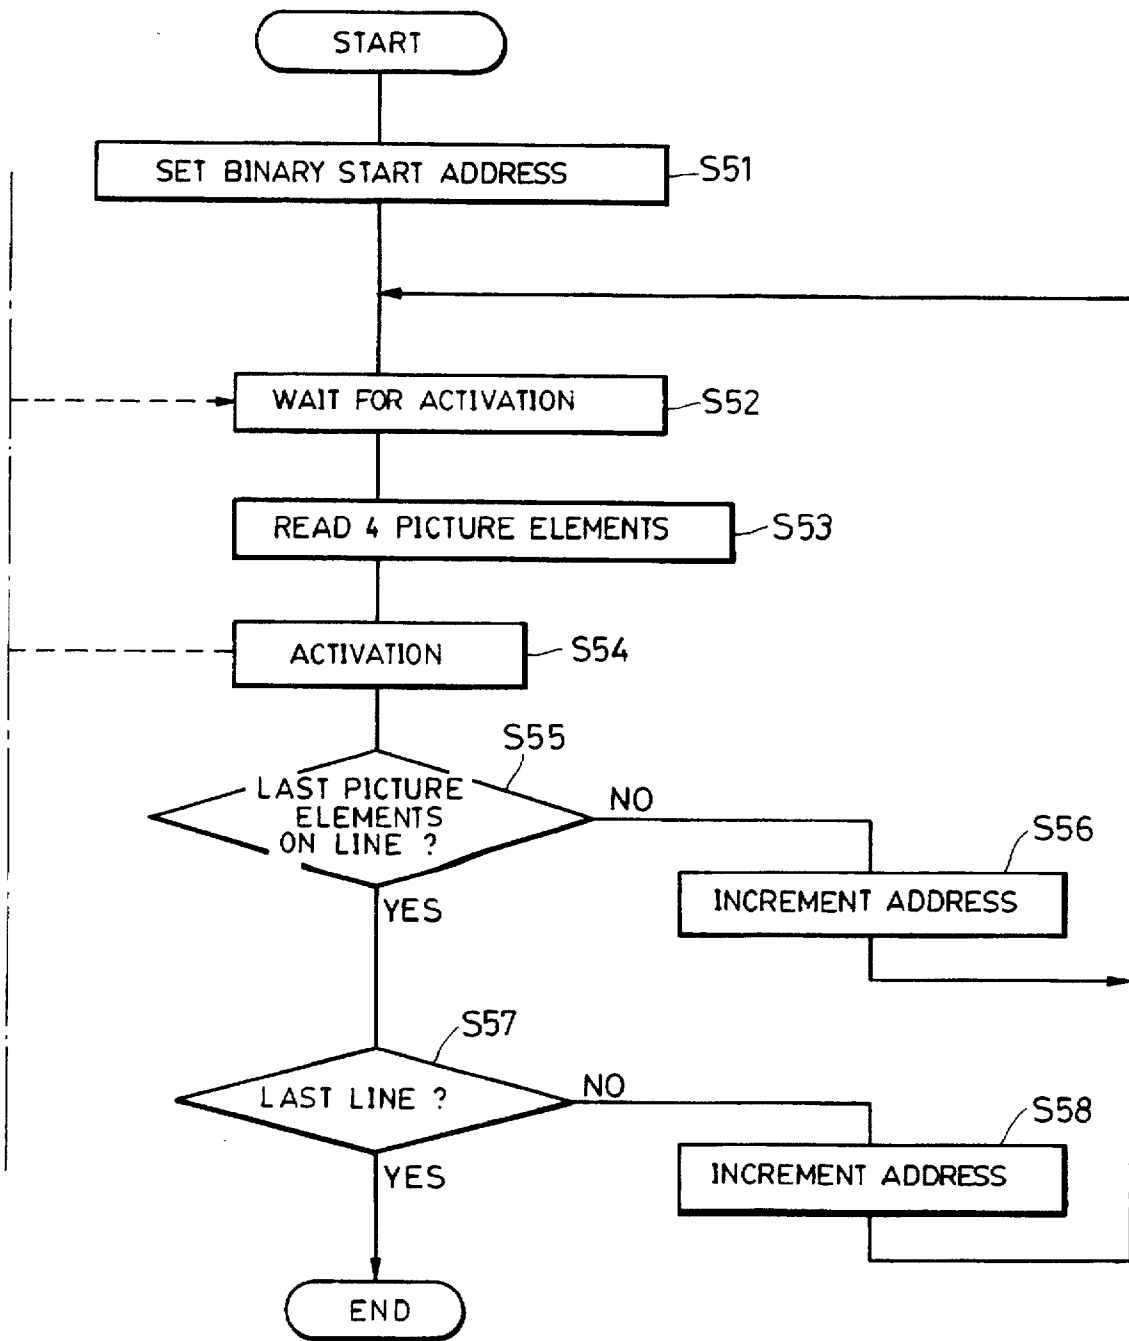 START
SET BINARY START ADDRESS
S51
WAIT FOR ACTIVATION
S52
READ 4 PICTURE ELEMENTS
S53
ACTIVATION
S54
S55
LAST PICTURE
ELEMENTS
ON LINE ?
NO
YES
S56
INCREMENT ADDRESS
S57
LAST LINE ?
NO
YES
S58
INCREMENT ADDRESS
END